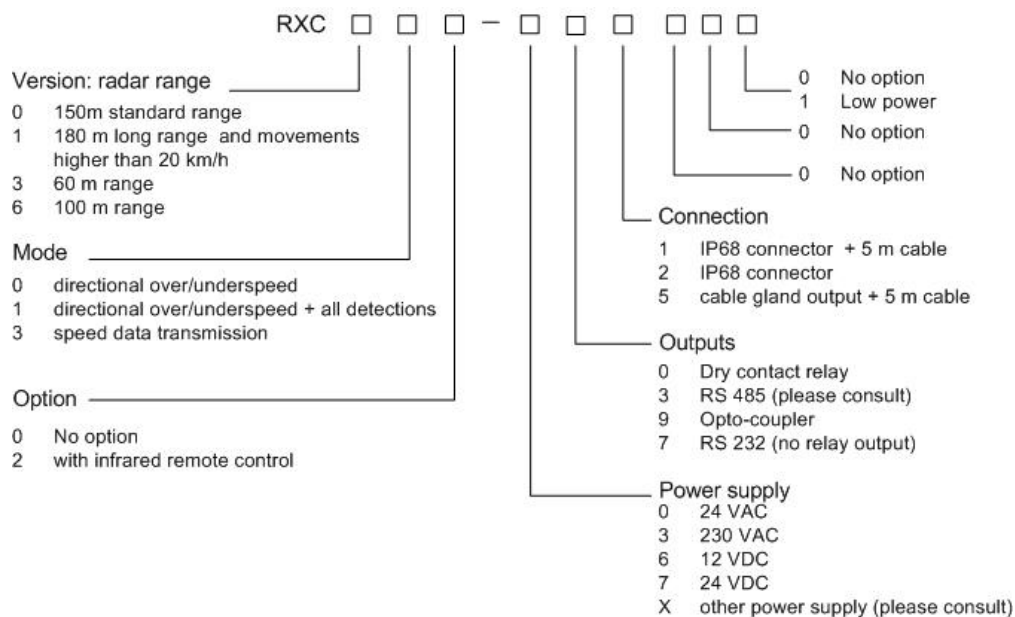 RXC □ □ □ – □ □ □ □ □ □
Version: radar range
0 150m standard range
1 180 m long range and movements
higher than 20 km/h
3 60 m range
6 100 m range
Mode
0 directional over/underspeed
1 directional over/underspeed + all detections
3 speed data transmission
Option
0 No option
2 with infrared remote control
0 No option
1 Low power
0 No option
0 No option
Connection
1 IP68 connector + 5 m cable
2 IP68 connector
5 cable gland output + 5 m cable
Outputs
0 Dry contact relay
3 RS 485 (please consult)
9 Opto-coupler
7 RS 232 (no relay output)
Power supply
0 24 VAC
3 230 VAC
6 12 VDC
7 24 VDC
X other power supply (please consult)